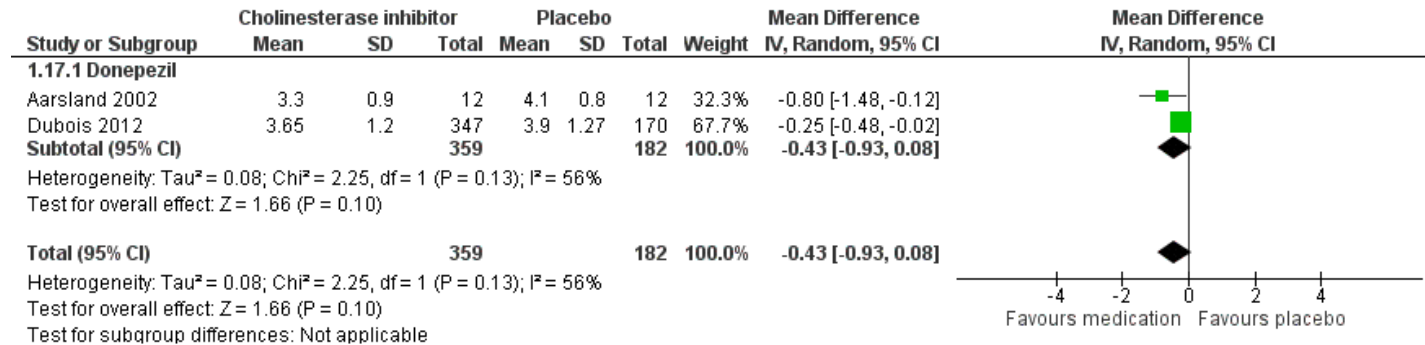 Cholinesterase inhibitor Placebo Mean Difference Mean Difference
Study or Subgroup Mean SD Total Mean SD Total Weight IV, Random, 95% CI IV, Random, 95% CI
1.17.1 Donepezil
Aarsland 2002 3.3 0.9 12 4.1 0.8 12 32.3% -0.80 [-1.48, -0.12]
Dubois 2012 3.65 1.2 347 3.9 1.27 170 67.7% -0.25 [-0.48, -0.02]
Subtotal (95% CI) 359 182 100.0% -0.43 [-0.93, 0.08]
Heterogeneity: Tau² = 0.08; Chi² = 2.25, df = 1 (P = 0.13); I² = 56%
Test for overall effect: Z = 1.66 (P = 0.10)
Total (95% CI) 359 182 100.0% -0.43 [-0.93, 0.08]
Heterogeneity: Tau² = 0.08; Chi² = 2.25, df = 1 (P = 0.13); I² = 56%
Test for overall effect: Z = 1.66 (P = 0.10)
Test for subgroup differences: Not applicable
-4 -2 0 2 4
Favours medication Favours placebo